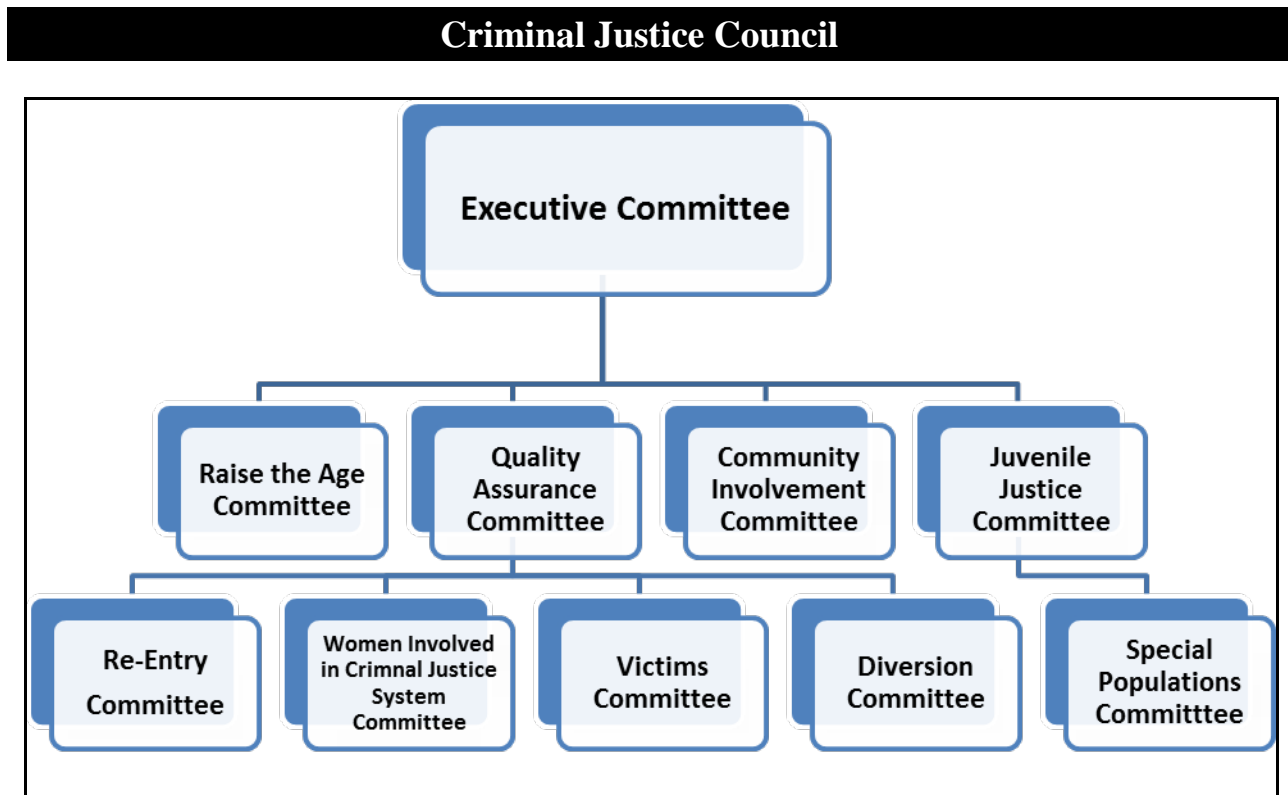 Criminal Justice Council
Executive Committee
Raise the Age
Committee
Quality
Assurance
Committee
Community
Involvement
Committee
Juvenile
Justice
Committee
Re-Entry
Committee
Women Involved
in Crimnal Justice
System
Committee
Victims
Committee
Diversion
Committee
Special
Populations
Committtee